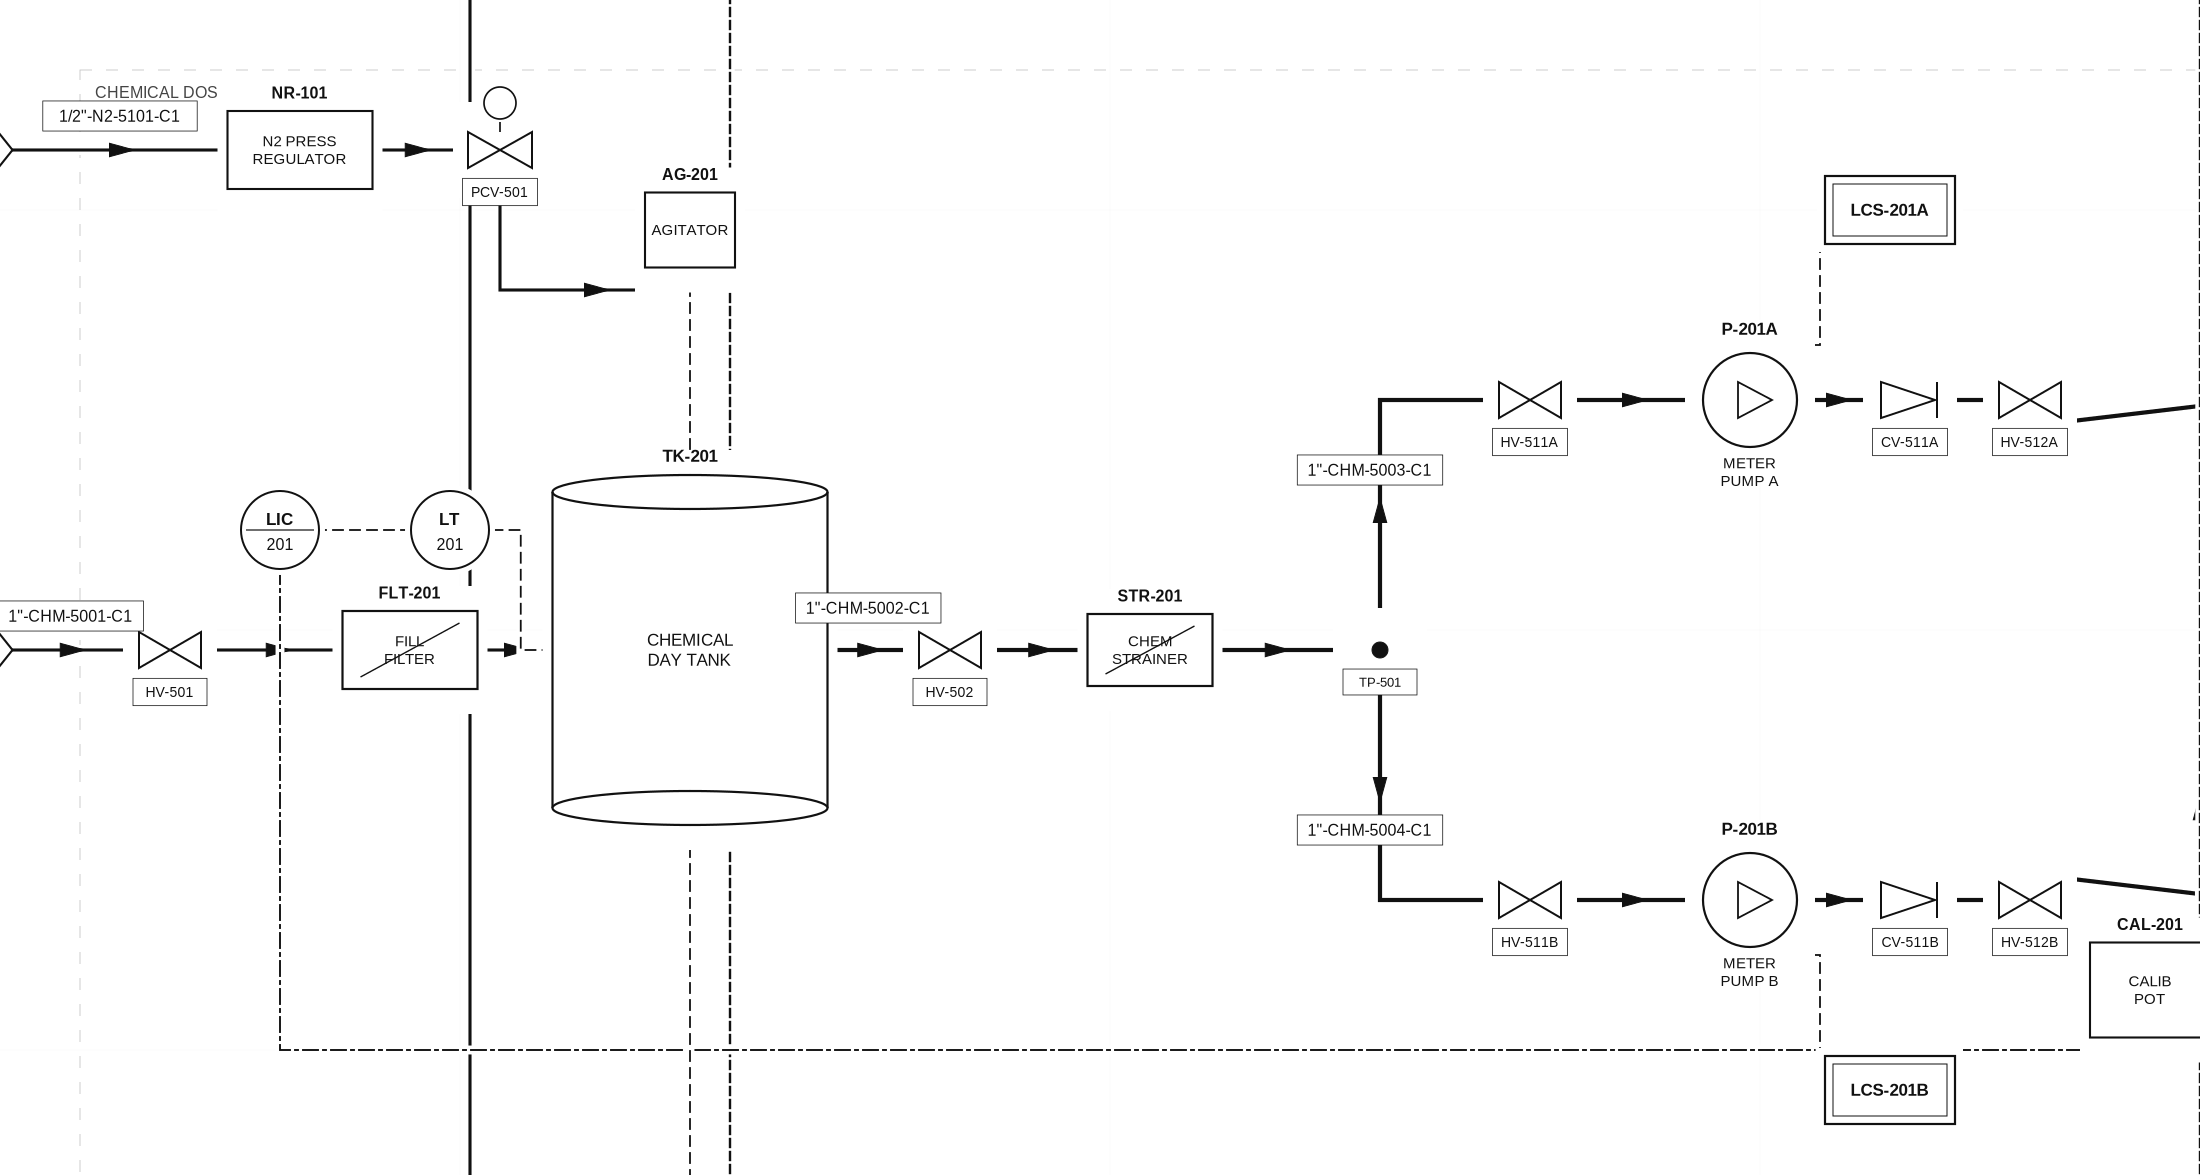 CHEMICAL DOS
1/2"-N2-5101-C1
NR-101
N2 PRESS
REGULATOR
PCV-501
AG-201
AGITATOR
LCS-201A
P-201A
METER
PUMP A
HV-511A
CV-511A
HV-512A
1"-CHM-5003-C1
TK-201
CHEMICAL
DAY TANK
LIC
201
LT
201
FLT-201
FILL
FILTER
1"-CHM-5001-C1
HV-501
1"-CHM-5002-C1
HV-502
STR-201
CHEM
STRAINER
TP-501
1"-CHM-5004-C1
P-201B
METER
PUMP B
HV-511B
CV-511B
HV-512B
CAL-201
CALIB
POT
LCS-201B